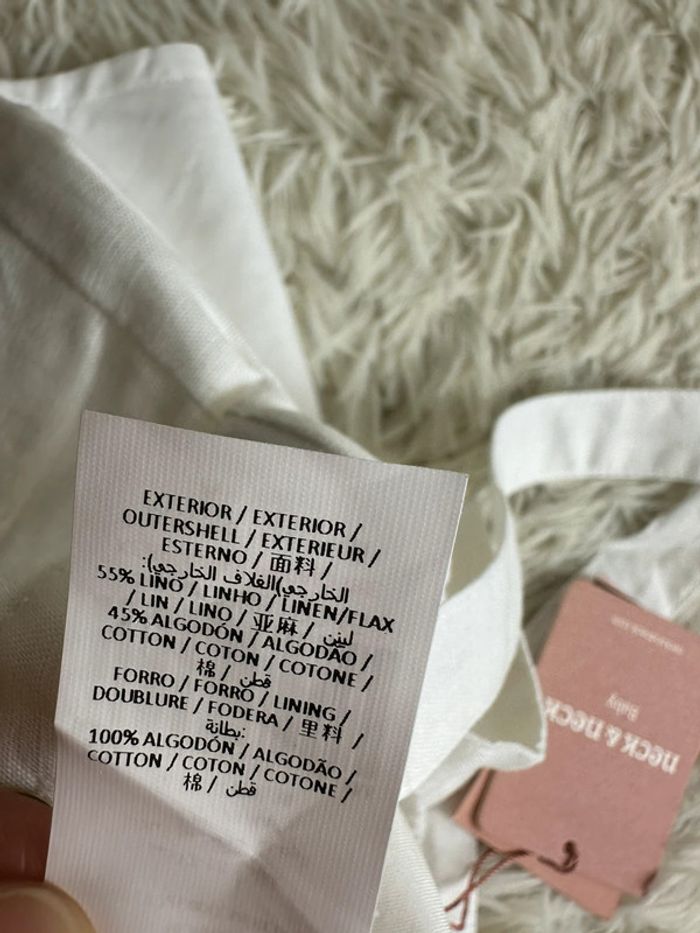 EXTERIOR / EXTERIOR /
OUTERSHELL / EXTERIEUR /
ESTERNO / 面料 /
الخارجي)الغلاف الخارجي):
55% LINO / LINHO / LINEN/FLAX
/ LIN / LINO / 亚麻 / لينن
45% ALGODÓN / ALGODÃO /
COTTON / COTON / COTONE /
棉 / قطن
FORRO / FORRO / LINING /
DOUBLURE / FODERA / 里料 /
بطانة:
100% ALGODÓN / ALGODÃO /
COTTON / COTON / COTONE /
棉 / قطن
neck & neck
Baby